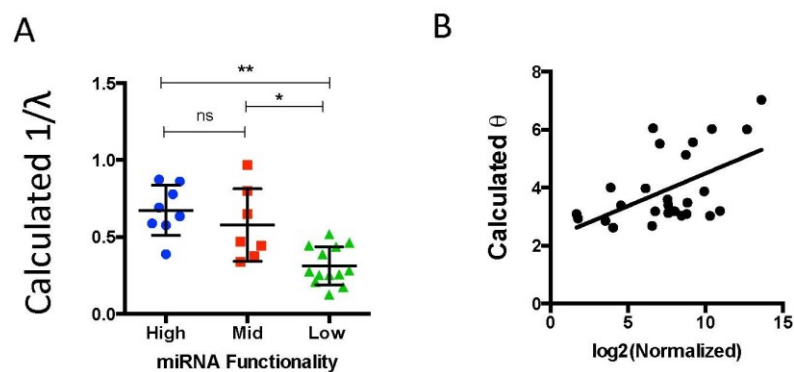 A
Calculated 1/λ
1.5
1.0
0.5
0.0
**
*
ns
High Mid Low
miRNA Functionality
B
Calculated θ
8
6
4
2
0
0 5 10 15
log2(Normalized)